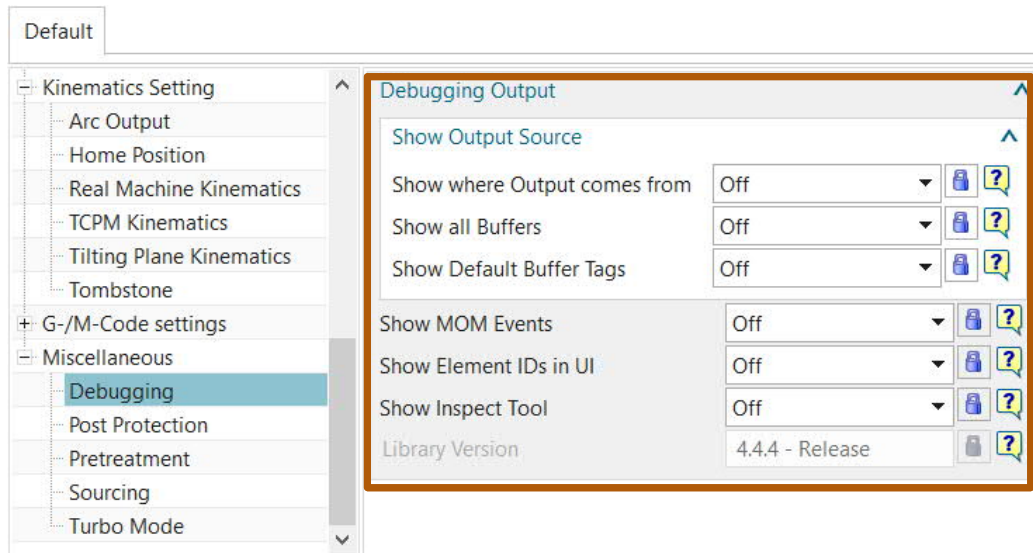 Default
Kinematics Setting
Arc Output
Home Position
Real Machine Kinematics
TCPM Kinematics
Tilting Plane Kinematics
Tombstone
G-/M-Code settings
Miscellaneous
Debugging
Post Protection
Pretreatment
Sourcing
Turbo Mode
Debugging Output
Show Output Source
Show where Output comes from Off ?
Show all Buffers Off ?
Show Default Buffer Tags Off ?
Show MOM Events Off ?
Show Element IDs in UI Off ?
Show Inspect Tool Off ?
Library Version 4.4.4 - Release ?